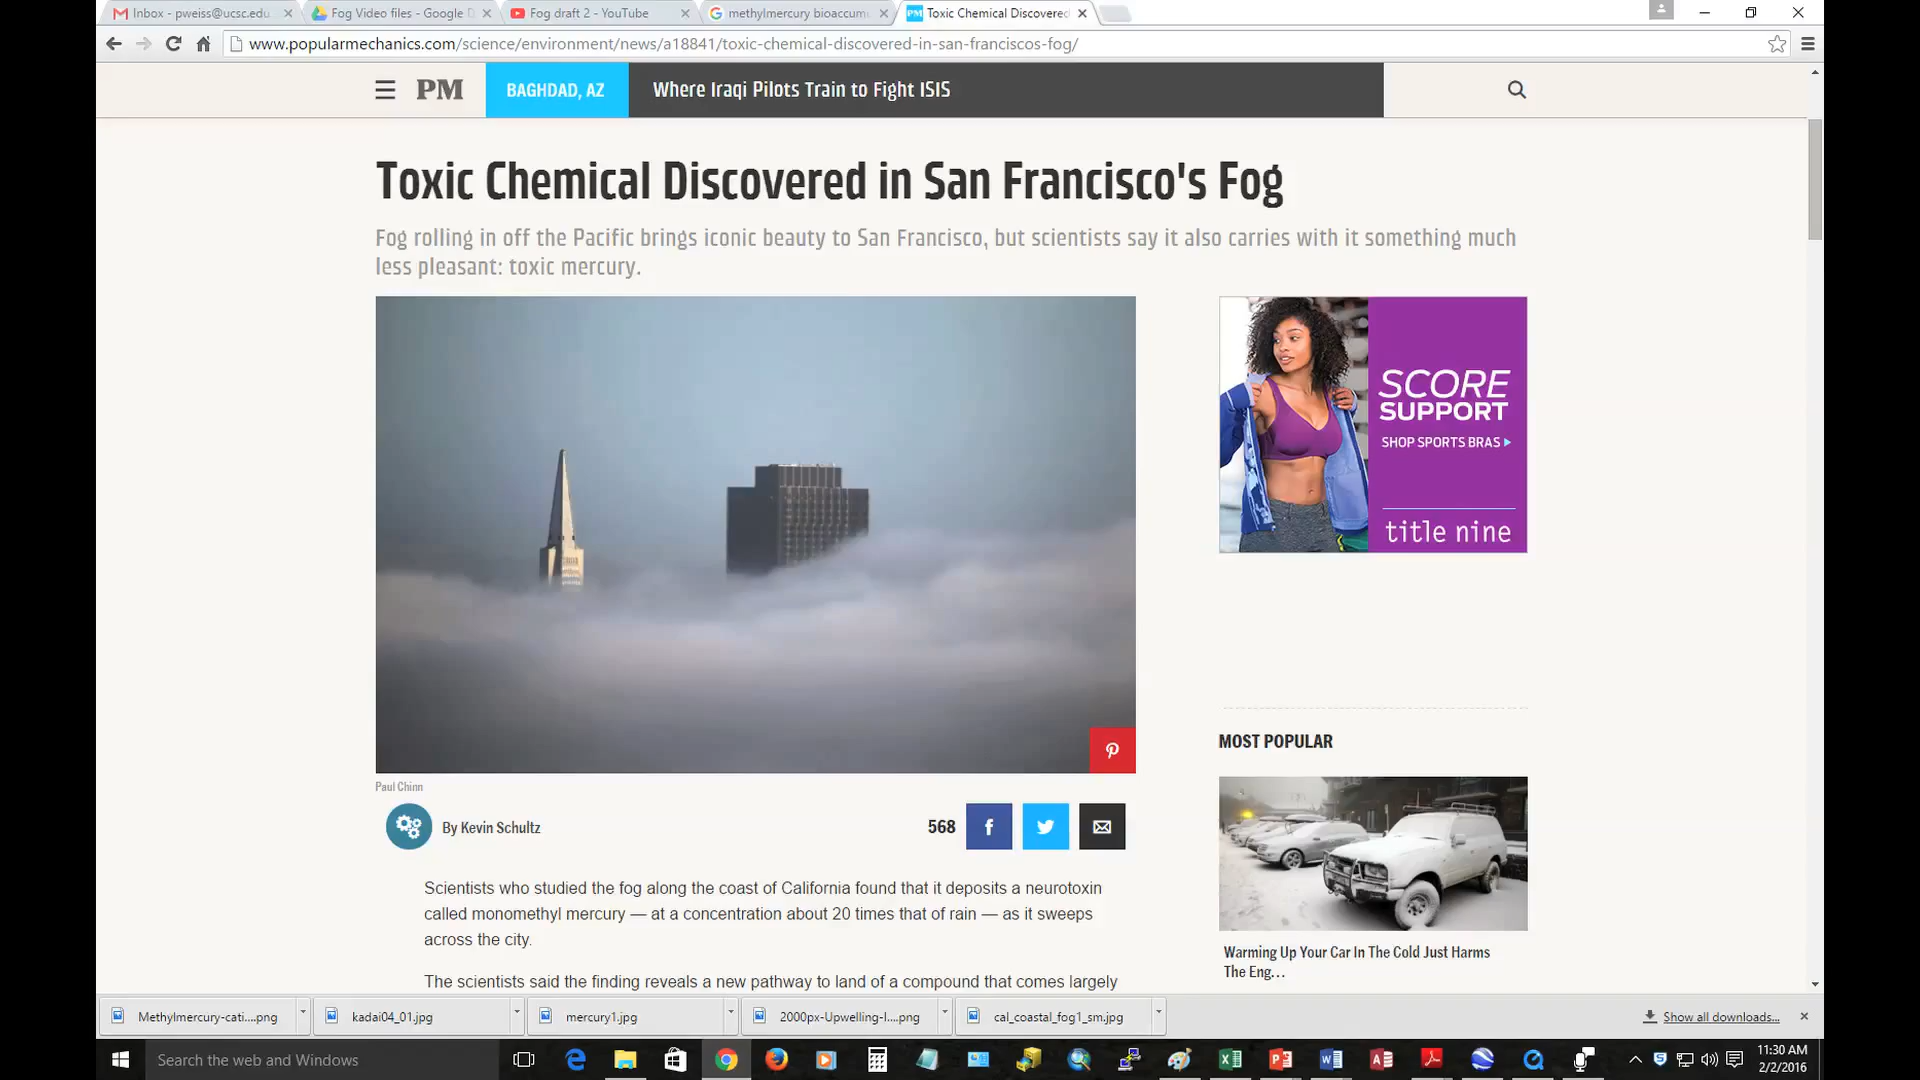 Inbox - pweiss@ucsc.edu
Fog Video files - Google D
Fog draft 2 - YouTube
methylmercury bioaccumu
Toxic Chemical Discovered
www.popularmechanics.com/science/environment/news/a18841/toxic-chemical-discovered-in-san-franciscos-fog/
PM
BAGHDAD, AZ
Where Iraqi Pilots Train to Fight ISIS
Toxic Chemical Discovered in San Francisco's Fog
Fog rolling in off the Pacific brings iconic beauty to San Francisco, but scientists say it also carries with it something much
less pleasant: toxic mercury.
SCORE
SUPPORT
SHOP SPORTS BRAS
title nine
Paul Chinn
By Kevin Schultz
568
MOST POPULAR
Scientists who studied the fog along the coast of California found that it deposits a neurotoxin
called monomethyl mercury — at a concentration about 20 times that of rain — as it sweeps
across the city.
The scientists said the finding reveals a new pathway to land of a compound that comes largely
Warming Up Your Car In The Cold Just Harms
The Eng…
Methylmercury-cati....png
kadai04_01.jpg
mercury1.jpg
2000px-Upwelling-l....png
cal_coastal_fog1_sm.jpg
Show all downloads...
Search the web and Windows
11:30 AM
2/2/2016